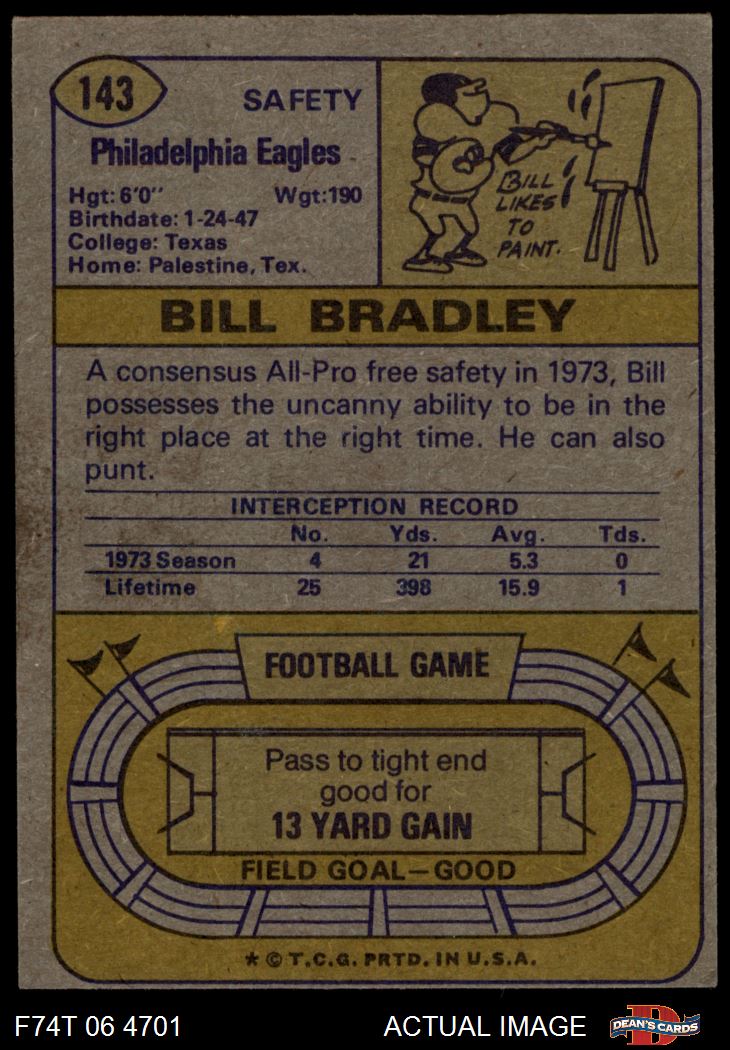 143
SAFETY
Philadelphia Eagles
Hgt: 6'0" Wgt:190
Birthdate: 1-24-47
College: Texas
Home: Palestine, Tex.
BILL
LIKES
TO
PAINT.
BILL BRADLEY
A consensus All-Pro free safety in 1973, Bill
possesses the uncanny ability to be in the
right place at the right time. He can also
punt.
INTERCEPTION RECORD
No. Yds. Avg. Tds.
1973 Season 4 21 5.3 0
Lifetime 25 398 15.9 1
FOOTBALL GAME
Pass to tight end
good for
13 YARD GAIN
FIELD GOAL—GOOD
* © T.C.G. PRTD. IN U.S.A.
F74T 06 4701 ACTUAL IMAGE
D
DEAN'S CARDS